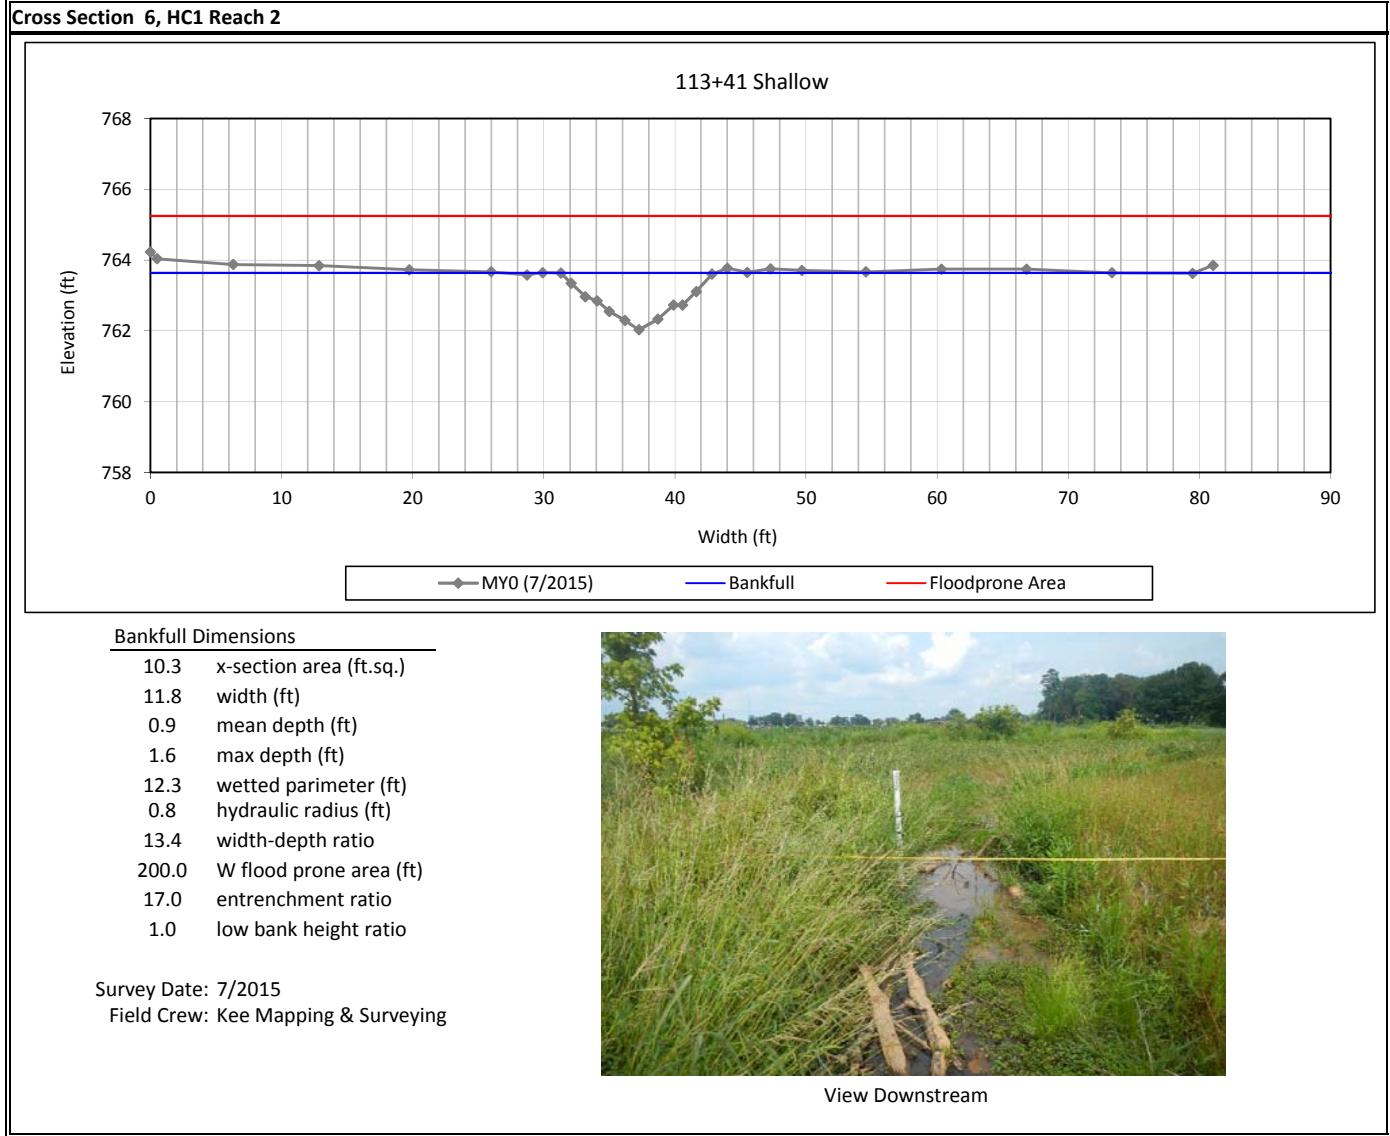 Cross Section 6, HC1 Reach 2
113+41 Shallow
768
766
764
762
760
758
Elevation (ft)
0 10 20 30 40 50 60 70 80 90
Width (ft)
MY0 (7/2015) Bankfull Floodprone Area
Bankfull Dimensions
10.3 x-section area (ft.sq.)
11.8 width (ft)
0.9 mean depth (ft)
1.6 max depth (ft)
12.3 wetted parimeter (ft)
0.8 hydraulic radius (ft)
13.4 width-depth ratio
200.0 W flood prone area (ft)
17.0 entrenchment ratio
1.0 low bank height ratio
Survey Date: 7/2015
Field Crew: Kee Mapping & Surveying
View Downstream